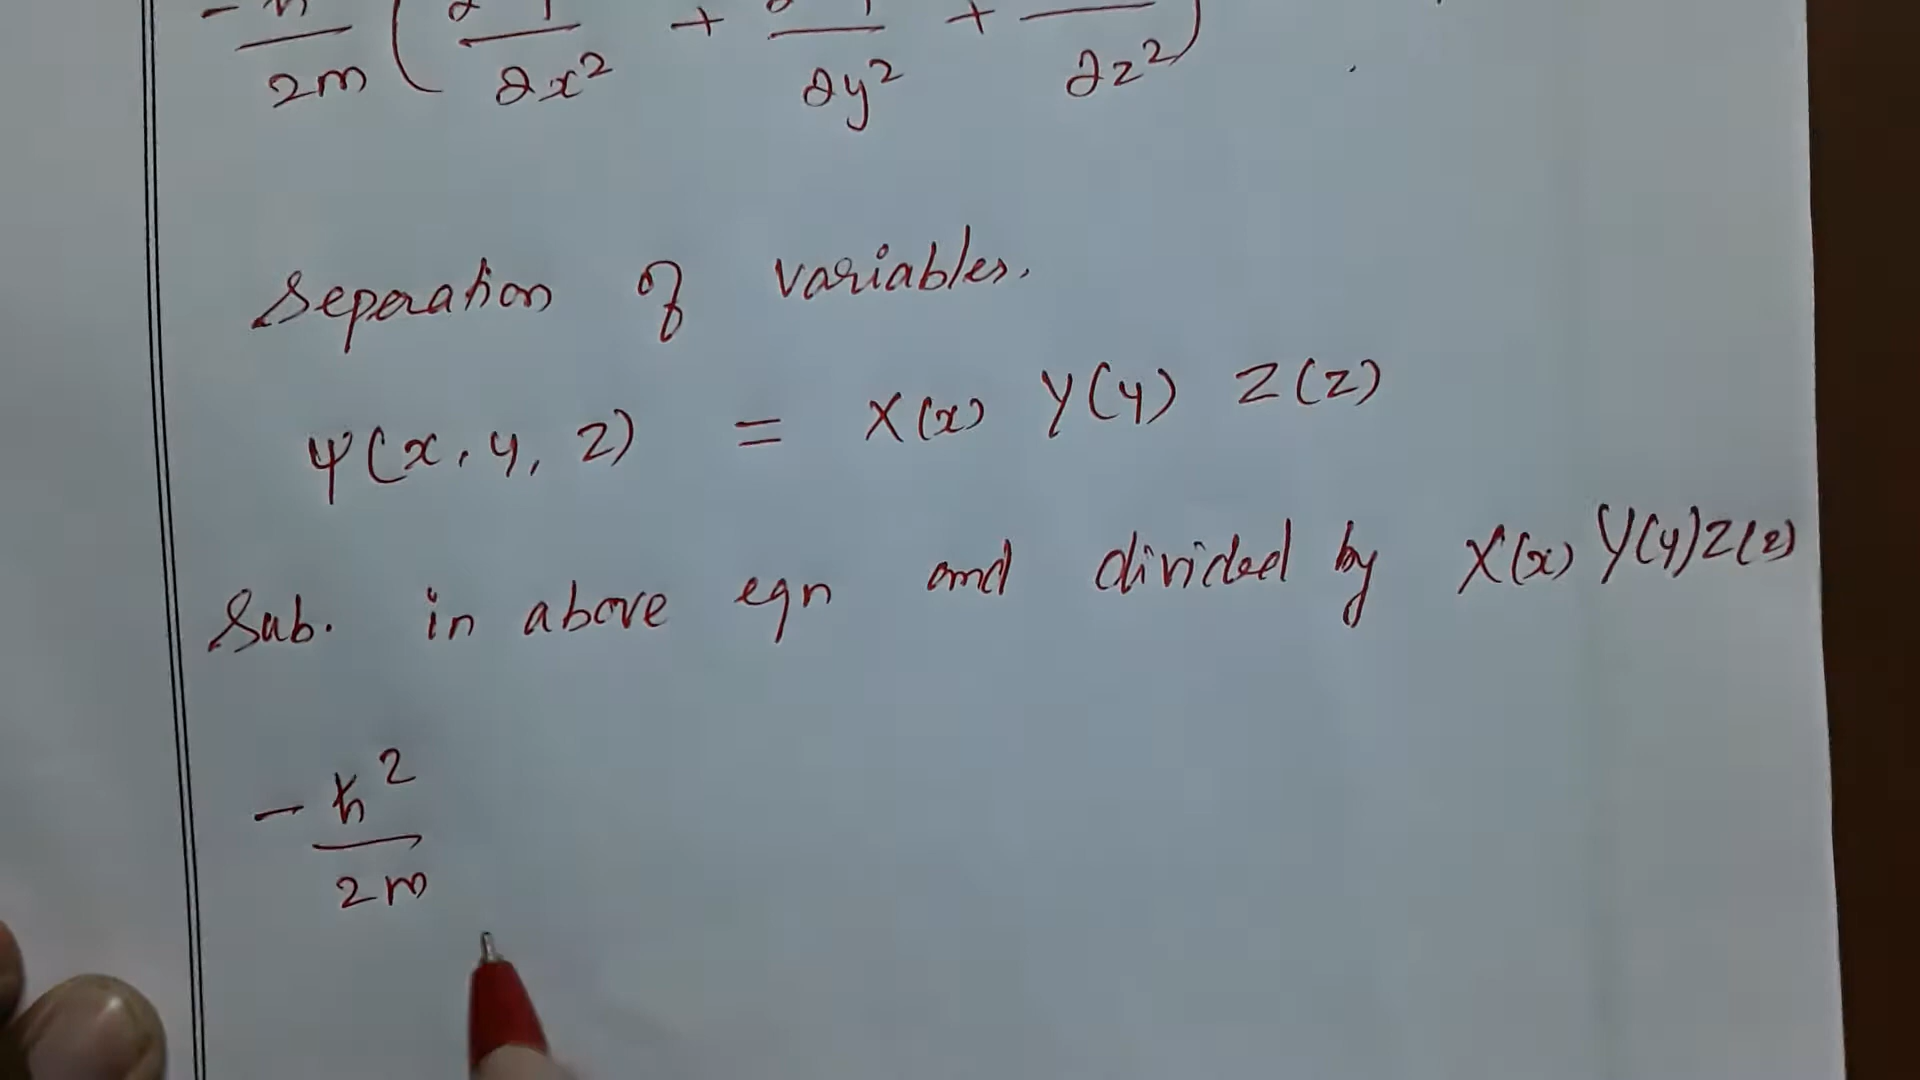 2m ( ∂x² + ∂y² + ∂z² )
Seperation of variables.
ψ(x, y, z) = X(x) Y(y) Z(z)
Sub. in above eqn and divided by X(x) Y(y) Z(z)
- ħ²
2m